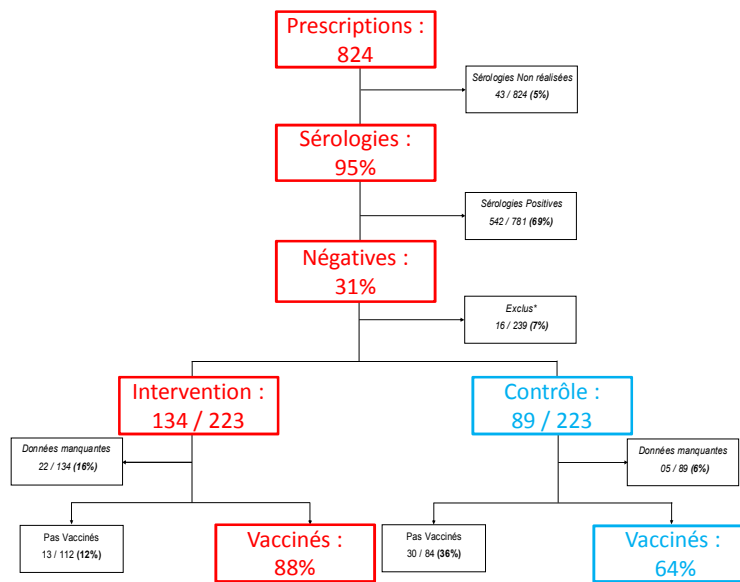 Prescriptions :
824
Sérologies Non réalisées
43 / 824 (5%)
Sérologies :
95%
Sérologies Positives
542 / 781 (69%)
Négatives :
31%
Exclus*
16 / 239 (7%)
Intervention :
134 / 223
Contrôle :
89 / 223
Données manquantes
22 / 134 (16%)
Données manquantes
05 / 89 (6%)
Pas Vaccinés
13 / 112 (12%)
Vaccinés :
88%
Pas Vaccinés
30 / 84 (36%)
Vaccinés :
64%